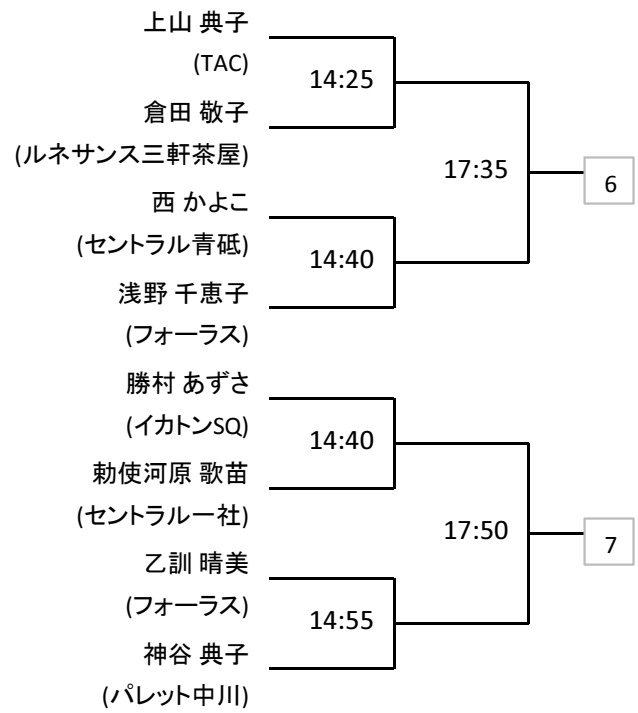 上山 典子
(TAC)
14:25
倉田 敬子
(ルネサンス三軒茶屋)
17:35
6
西 かよこ
(セントラル青砥)
14:40
浅野 千恵子
(フォーラス)
勝村 あずさ
(イカトンSQ)
14:40
勅使河原 歌苗
(セントラル一社)
17:50
7
乙訓 晴美
(フォーラス)
14:55
神谷 典子
(パレット中川)